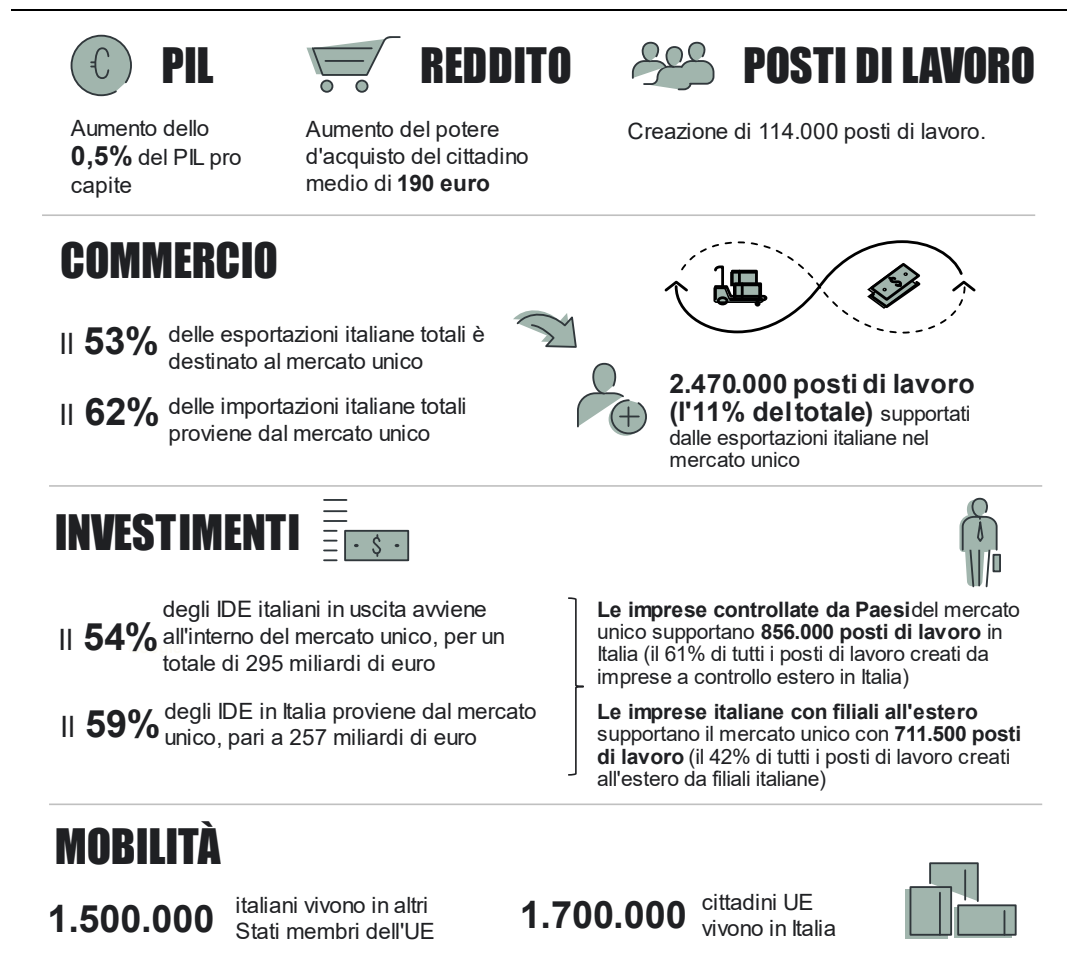 PIL
Aumento dello
0,5% del PIL pro
capite
REDDITO
Aumento del potere
d'acquisto del cittadino
medio di 190 euro
POSTI DI LAVORO
Creazione di 114.000 posti di lavoro.
COMMERCIO
Il 53% delle esportazioni italiane totali è
destinato al mercato unico
Il 62% delle importazioni italiane totali
proviene dal mercato unico
2.470.000 posti di lavoro
(l'11% del totale) supportati
dalle esportazioni italiane nel
mercato unico
INVESTIMENTI
Il 54% degli IDE italiani in uscita avviene
all'interno del mercato unico, per un
totale di 295 miliardi di euro
Il 59% degli IDE in Italia proviene dal mercato
unico, pari a 257 miliardi di euro
Le imprese controllate da Paesi del mercato
unico supportano 856.000 posti di lavoro in
Italia (il 61% di tutti i posti di lavoro creati da
imprese a controllo estero in Italia)
Le imprese italiane con filiali all'estero
supportano il mercato unico con 711.500 posti
di lavoro (il 42% di tutti i posti di lavoro creati
all'estero da filiali italiane)
MOBILITÀ
1.500.000 italiani vivono in altri
Stati membri dell'UE
1.700.000 cittadini UE
vivono in Italia